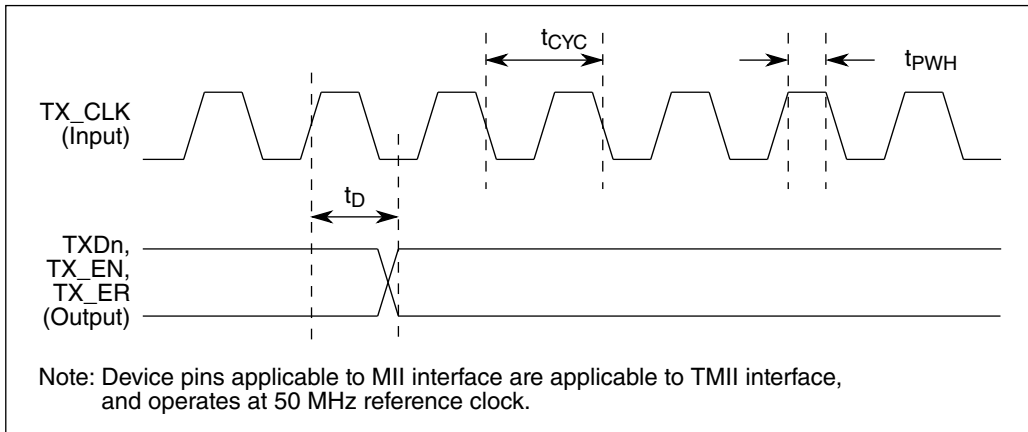 tCYC
tPWH
TX_CLK
(Input)
tD
TXDn,
TX_EN,
TX_ER
(Output)
Note: Device pins applicable to MII interface are applicable to TMII interface,
and operates at 50 MHz reference clock.